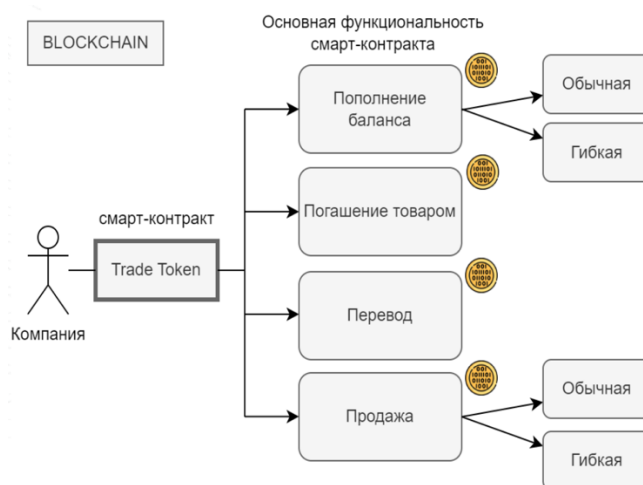 Основная функциональность
смарт-контракта
BLOCKCHAIN
Пополнение
баланса
Обычная
Гибкая
Погашение товаром
смарт-контракт
Trade Token
Компания
Перевод
Продажа
Обычная
Гибкая